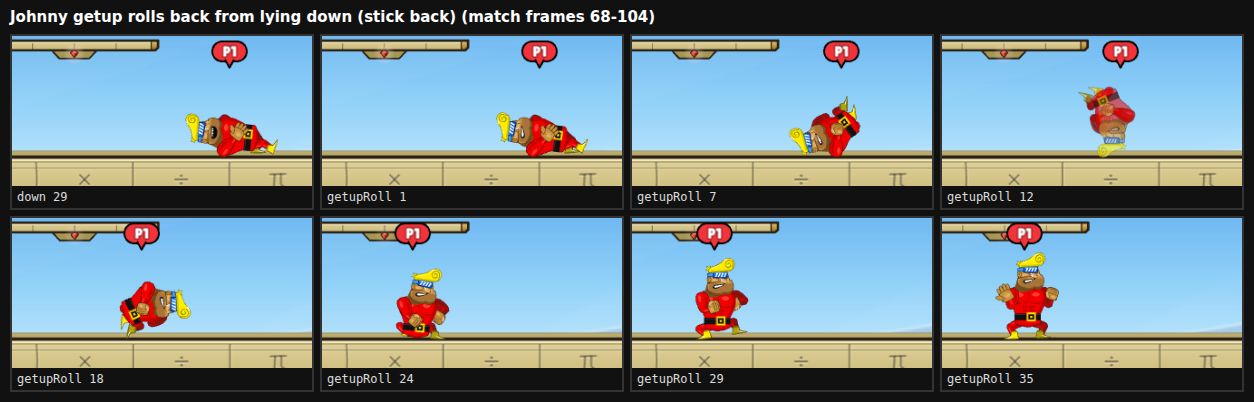 Johnny getup rolls back from lying down (stick back) (match frames 68-104)
P1 P1 P1 P1
× ÷ π × ÷ π × ÷ π × ÷ π
down 29 getupRoll 1 getupRoll 7 getupRoll 12
P1 P1 P1 P1
× ÷ π × ÷ π × ÷ π × ÷ π
getupRoll 18 getupRoll 24 getupRoll 29 getupRoll 35